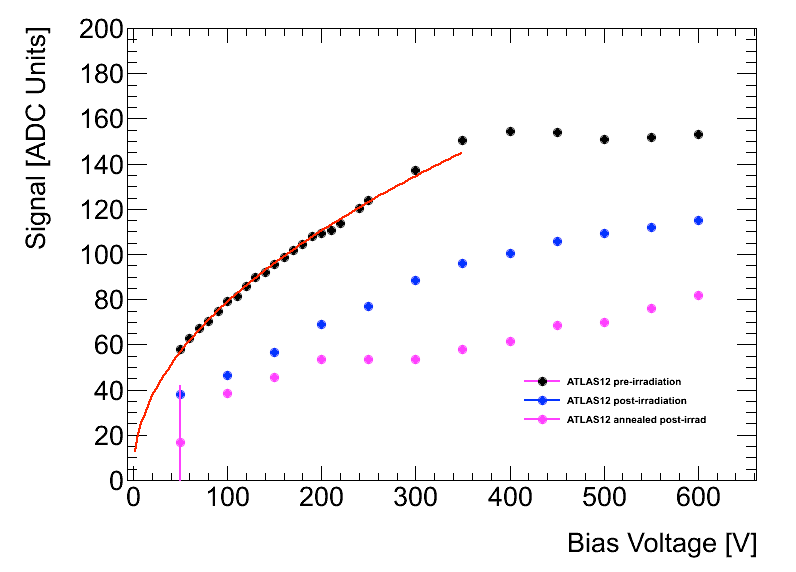 Signal [ADC Units]
200
180
160
140
120
100
80
60
40
20
0
ATLAS12 pre-irradiation
ATLAS12 post-irradiation
ATLAS12 annealed post-irrad
0 100 200 300 400 500 600
Bias Voltage [V]